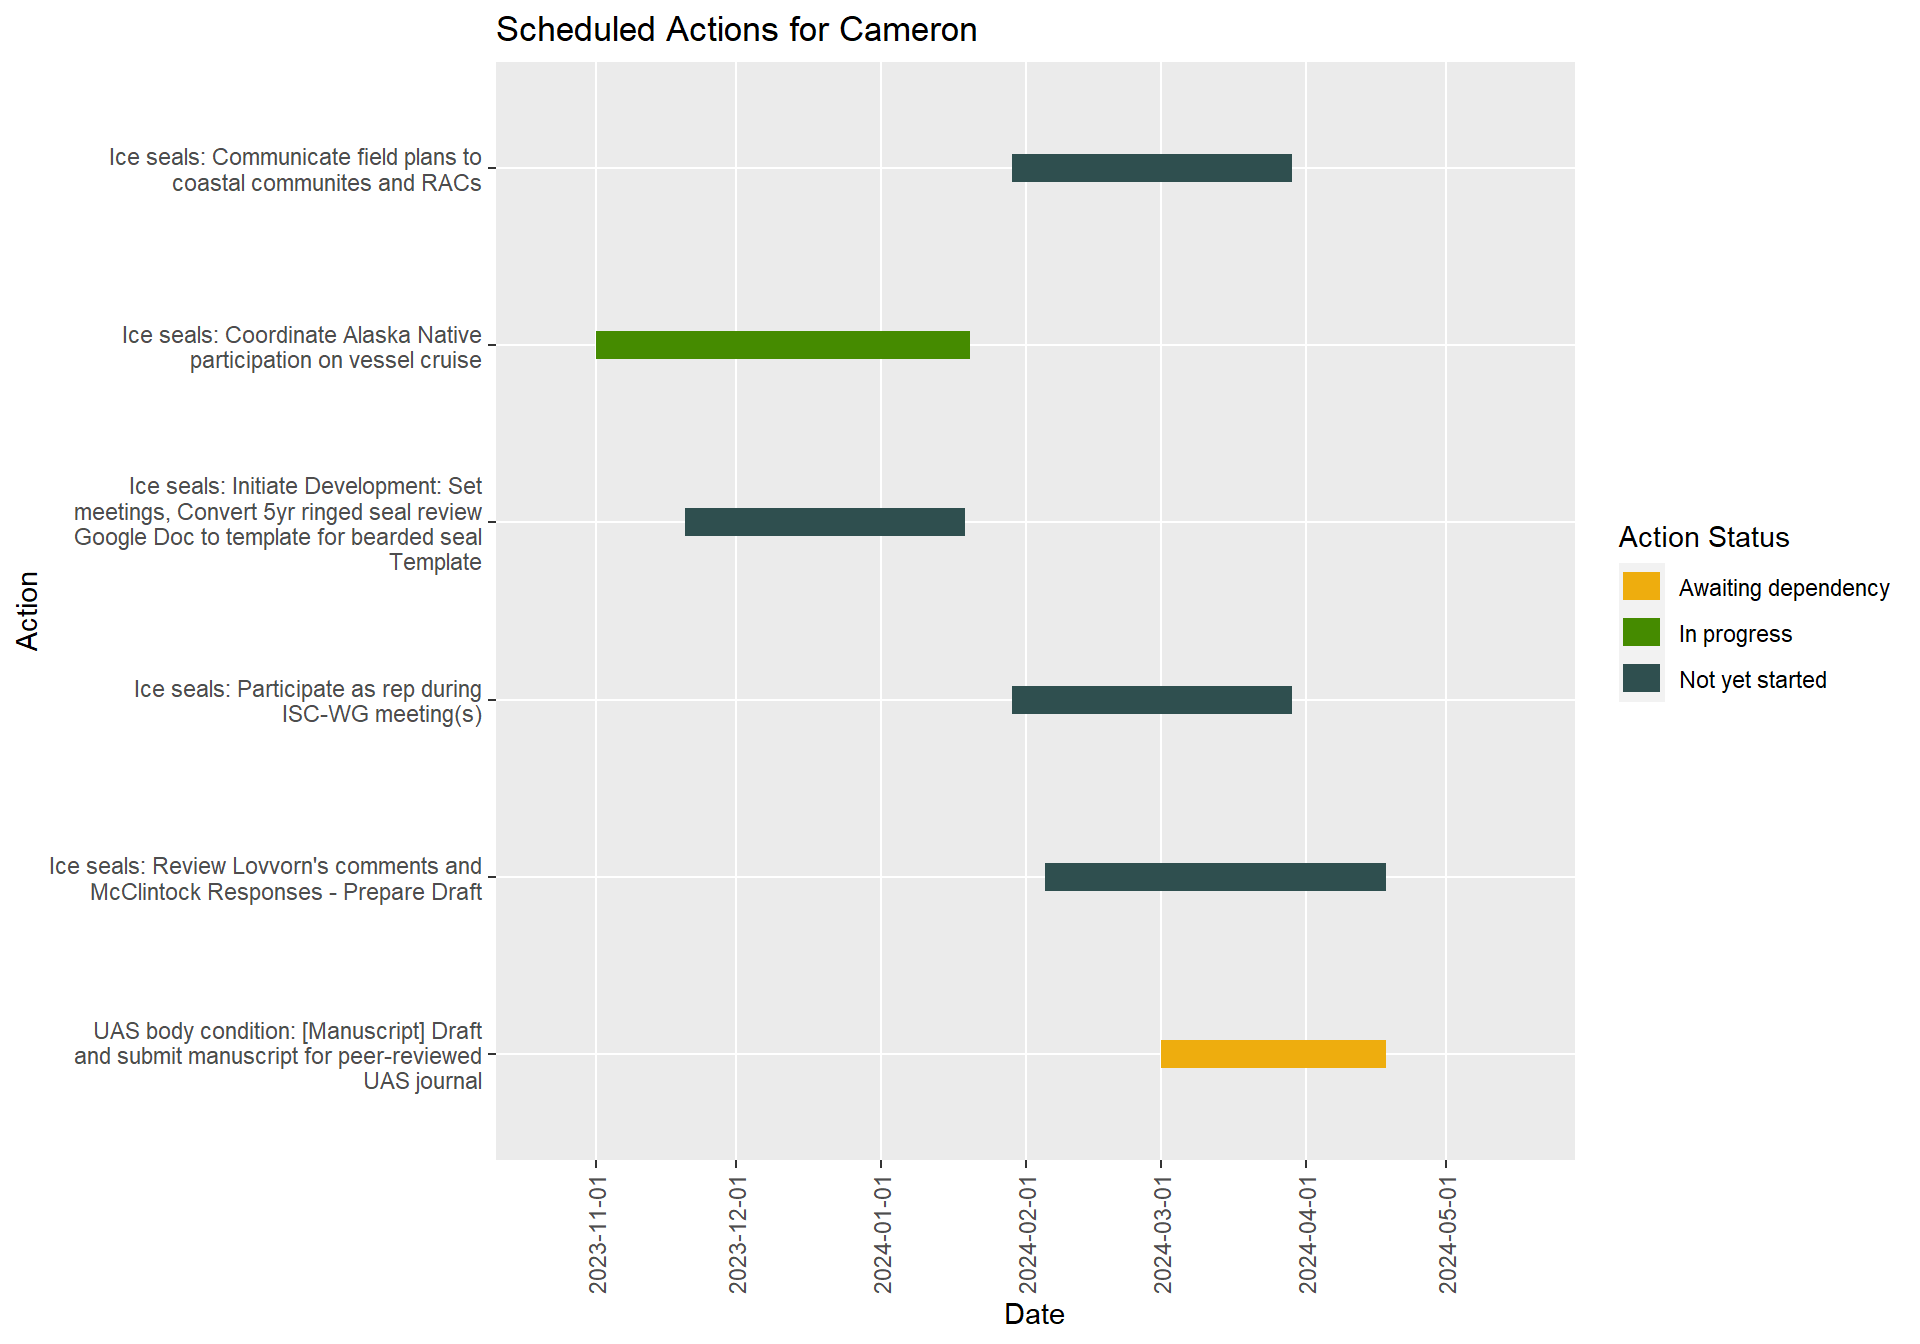 Scheduled Actions for Cameron
Ice seals: Communicate field plans to
coastal communites and RACs
Ice seals: Coordinate Alaska Native
participation on vessel cruise
Ice seals: Initiate Development: Set
meetings, Convert 5yr ringed seal review
Google Doc to template for bearded seal
Template
Ice seals: Participate as rep during
ISC-WG meeting(s)
Ice seals: Review Lovvorn's comments and
McClintock Responses - Prepare Draft
UAS body condition: [Manuscript] Draft
and submit manuscript for peer-reviewed
UAS journal
Action
2023-11-01
2023-12-01
2024-01-01
2024-02-01
2024-03-01
2024-04-01
2024-05-01
Date
Action Status
Awaiting dependency
In progress
Not yet started